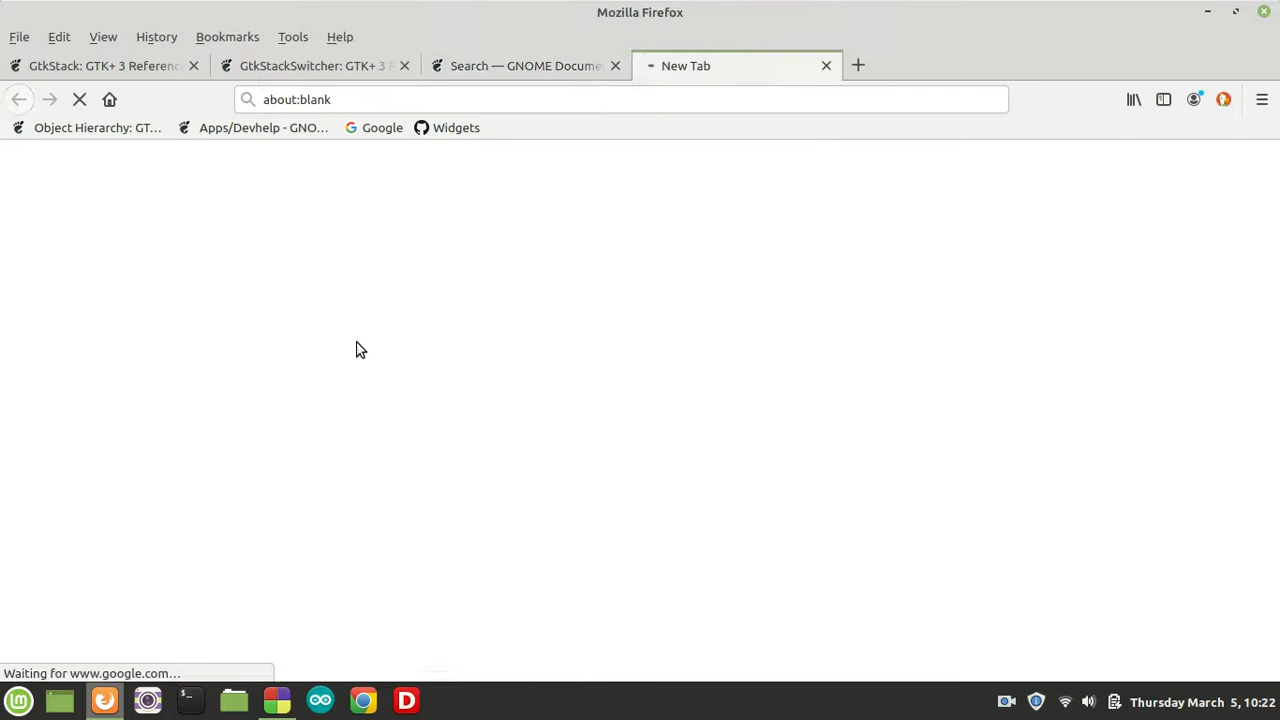 Mozilla Firefox
File Edit View History Bookmarks Tools Help
GtkStack: GTK+ 3 Referenc GtkStackSwitcher: GTK+ 3 R Search — GNOME Docume New Tab
about:blank
Object Hierarchy: GT... Apps/Devhelp - GNO... Google Widgets
Waiting for www.google.com...
Thursday March 5, 10:22